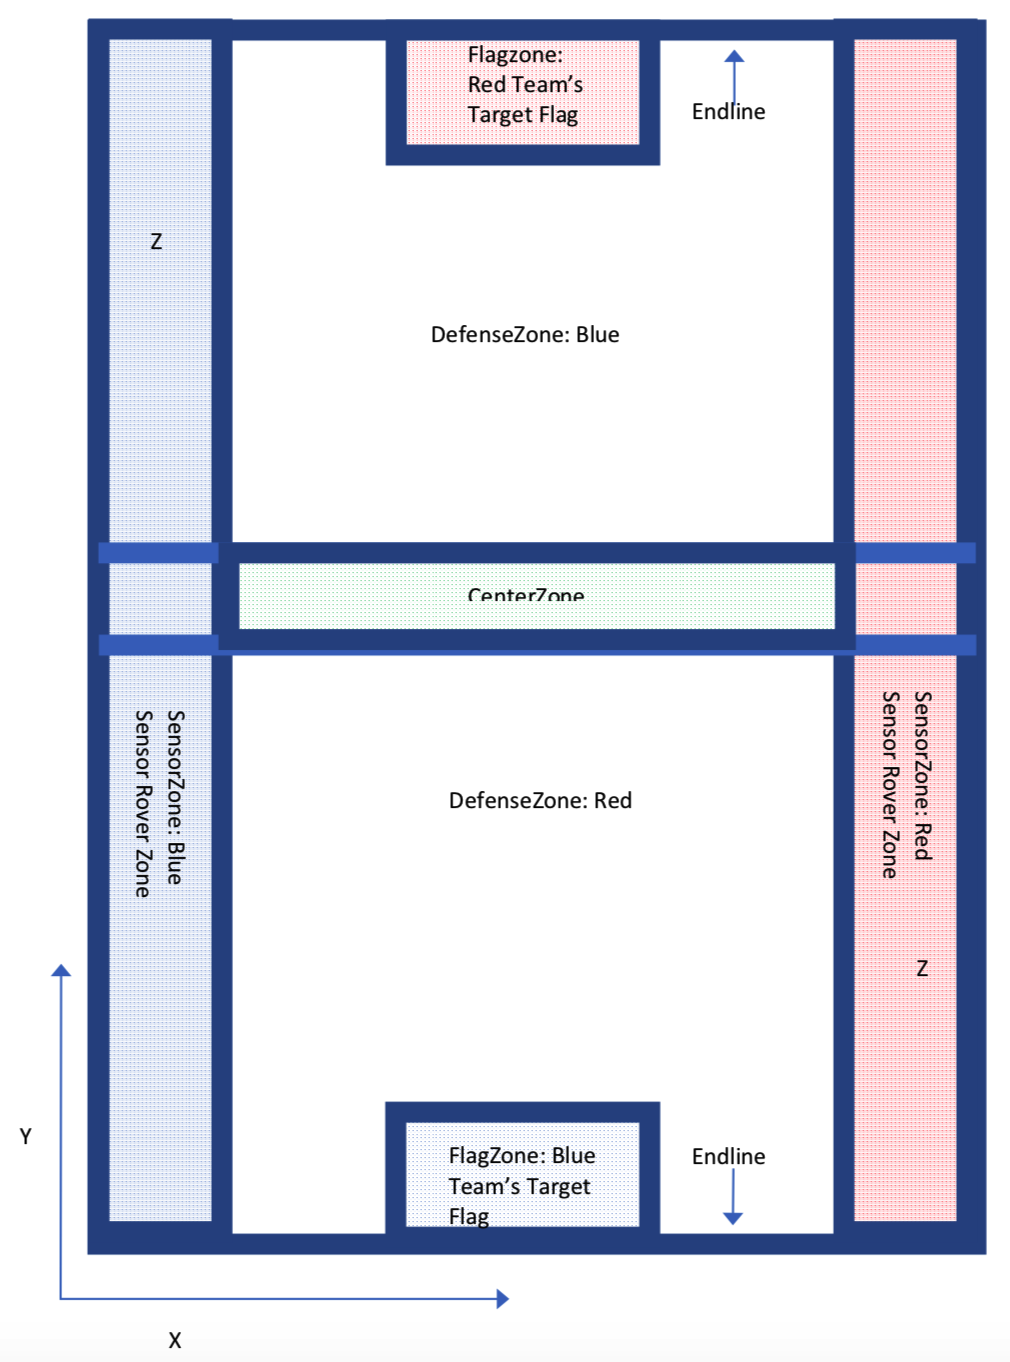 Flagzone:
Red Team's
Target Flag
Endline
Z
DefenseZone: Blue
CenterZone
SensorZone: Blue
Sensor Rover Zone
SensorZone: Red
Sensor Rover Zone
DefenseZone: Red
Z
Y
FlagZone: Blue
Team's Target
Flag
Endline
X